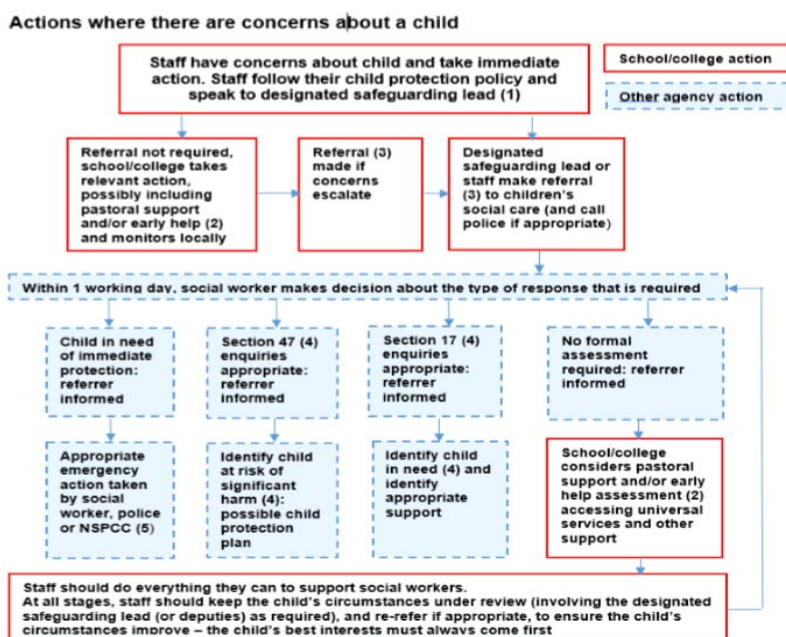 Actions where there are concerns about a child
Staff have concerns about child and take immediate
action. Staff follow their child protection policy and
speak to designated safeguarding lead (1)
School/college action
Other agency action
Referral not required,
school/college takes
relevant action,
possibly including
pastoral support
and/or early help (2)
and monitors locally
Referral (3)
made if
concerns
escalate
Designated
safeguarding lead or
staff make referral
(3) to children's
social care (and call
police if appropriate)
Within 1 working day, social worker makes decision about the type of response that is required
Child in need
of immediate
protection:
referrer
informed
Section 47 (4)
enquiries
appropriate:
referrer
informed
Section 17 (4)
enquiries
appropriate:
referrer
informed
No formal
assessment
required: referrer
informed
Appropriate
emergency
action taken
by social
worker, police
or NSPCC (5)
Identify child
at risk of
significant
harm (4):
possible child
protection
plan
Identify child
in need (4) and
identify
appropriate
support
School/college
considers pastoral
support and/or early
help assessment (2)
accessing universal
services and other
support
Staff should do everything they can to support social workers.
At all stages, staff should keep the child's circumstances under review (involving the designated
safeguarding lead (or deputies) as required), and re-refer if appropriate, to ensure the child's
circumstances improve – the child's best interests must always come first